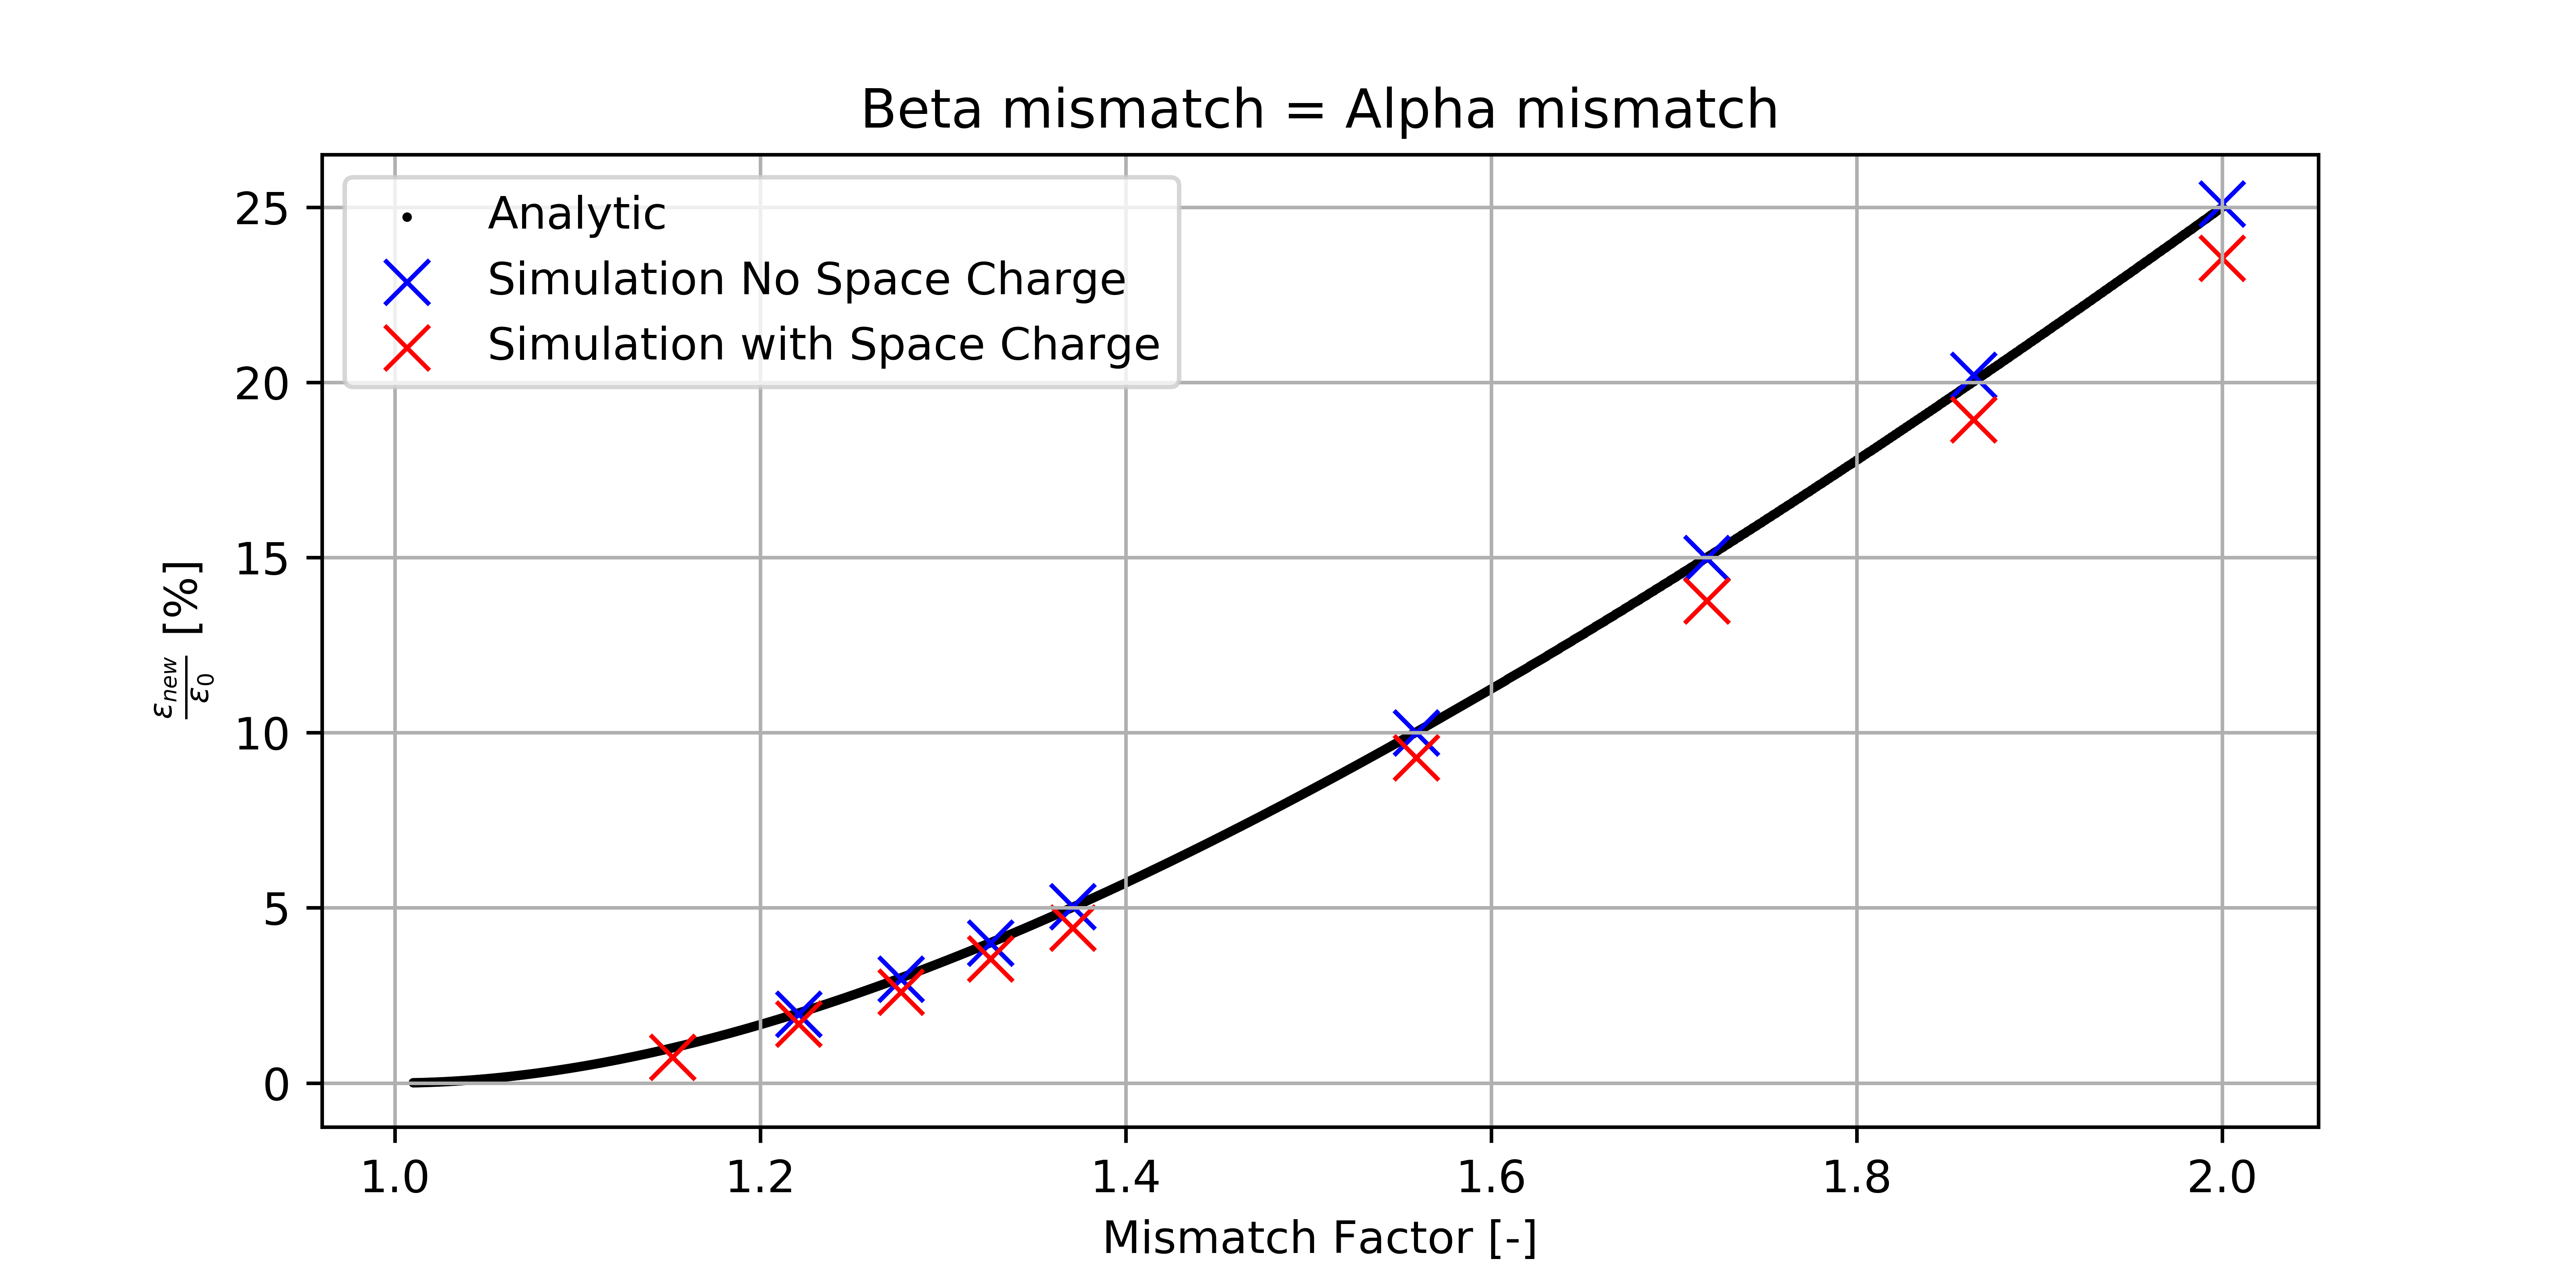 Beta mismatch = Alpha mismatch
Analytic
Simulation No Space Charge
Simulation with Space Charge
25
20
15
10
5
0
ε_new/ε_0 [%]
1.0 1.2 1.4 1.6 1.8 2.0
Mismatch Factor [-]